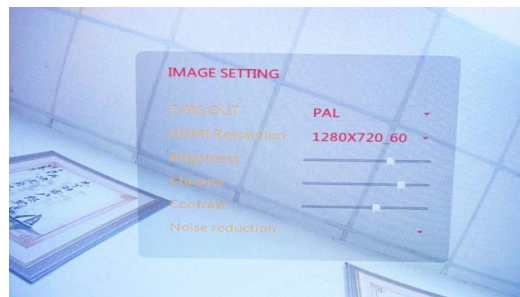 IMAGE SETTING
CVBS OUT PAL
HDMI Resolution 1280X720_60
Brightness
Chroma
Contrast
Noise reduction